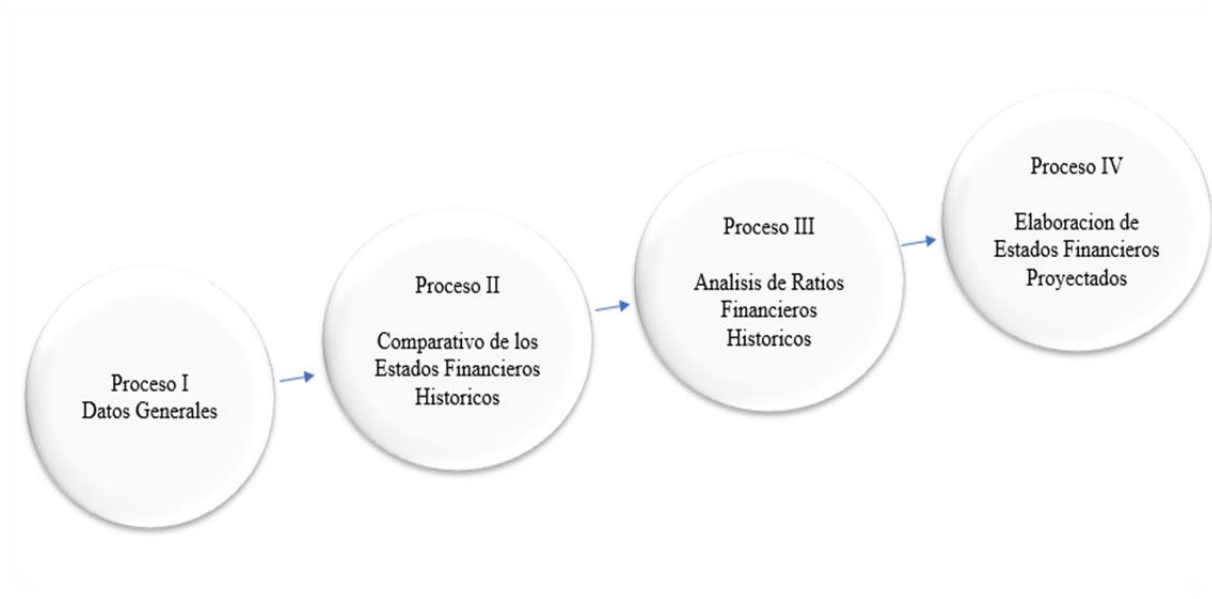 Proceso I
Datos Generales
Proceso II
Comparativo de los
Estados Financieros
Historicos
Proceso III
Analisis de Ratios
Financieros
Historicos
Proceso IV
Elaboracion de
Estados Financieros
Proyectados